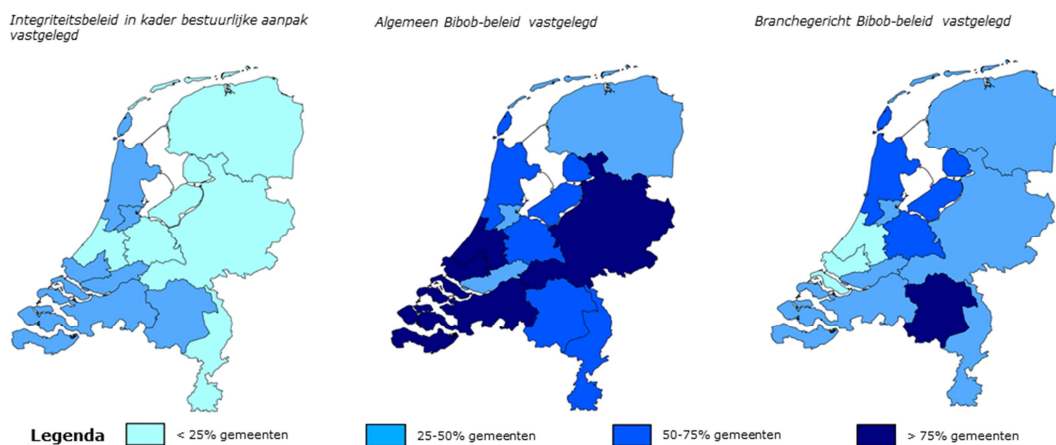 Integriteitsbeleid in kader bestuurlijke aanpak
vastgelegd
Algemeen Bibob-beleid vastgelegd
Branchegericht Bibob-beleid vastgelegd
Legenda
< 25% gemeenten
25-50% gemeenten
50-75% gemeenten
> 75% gemeenten